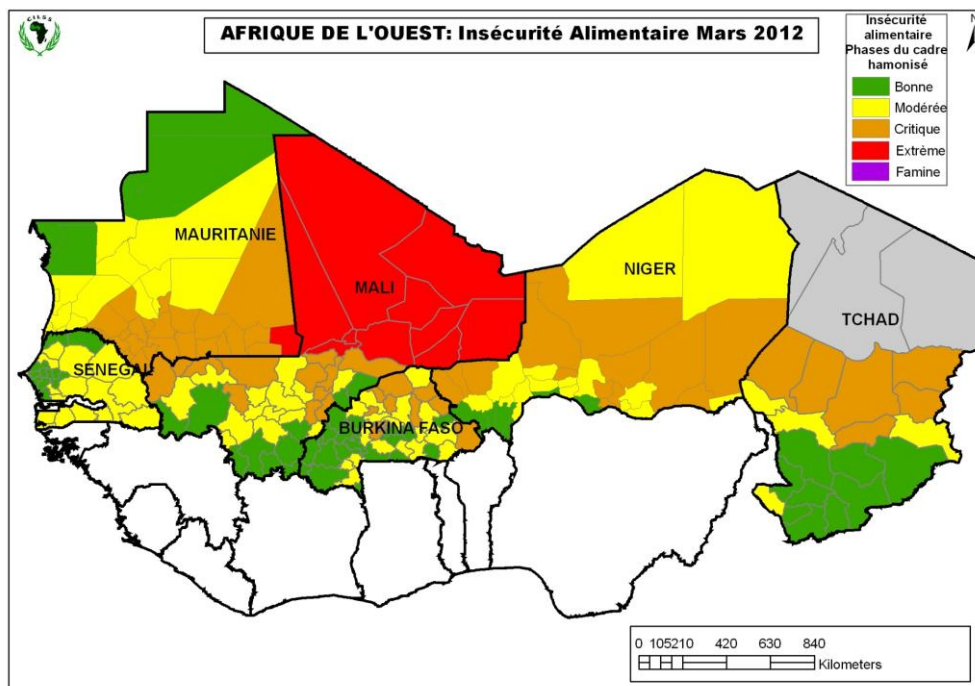 CILSS
AFRIQUE DE L'OUEST: Insécurité Alimentaire Mars 2012
N
Insécurité
alimentaire
Phases du cadre
hamonisé
Bonne
Modérée
Critique
Extrême
Famine
MAURITANIE
MALI
NIGER
TCHAD
SENEGAL
BURKINA FASO
0 105210 420 630 840
Kilometers